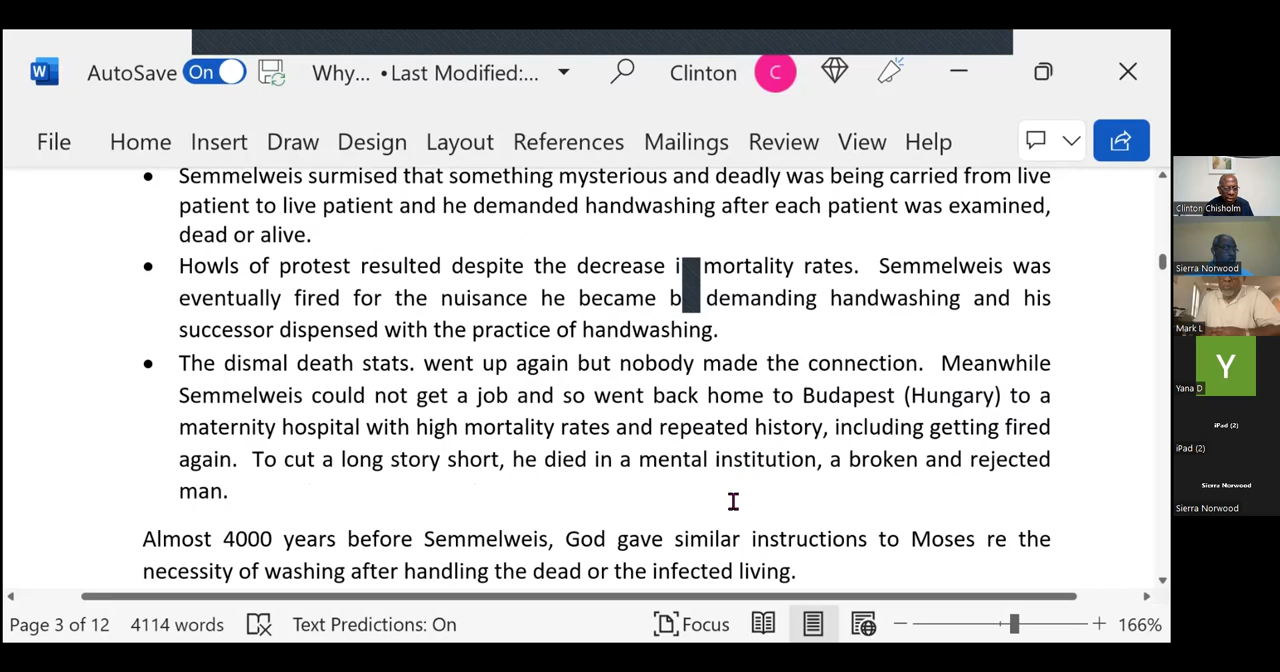 AutoSave On Why... • Last Modified:... Clinton C
File Home Insert Draw Design Layout References Mailings Review View Help
• Semmelweis surmised that something mysterious and deadly was being carried from live
patient to live patient and he demanded handwashing after each patient was examined,
dead or alive.
• Howls of protest resulted despite the decrease i mortality rates. Semmelweis was
eventually fired for the nuisance he became b demanding handwashing and his
successor dispensed with the practice of handwashing.
• The dismal death stats. went up again but nobody made the connection. Meanwhile
Semmelweis could not get a job and so went back home to Budapest (Hungary) to a
maternity hospital with high mortality rates and repeated history, including getting fired
again. To cut a long story short, he died in a mental institution, a broken and rejected
man.
Almost 4000 years before Semmelweis, God gave similar instructions to Moses re the
necessity of washing after handling the dead or the infected living.
Page 3 of 12 4114 words Text Predictions: On Focus 166%
Clinton Chisholm
Sierra Norwood
Mark L
Y
Yana D
iPad (2)
iPad (2)
Sierra Norwood
Sierra Norwood